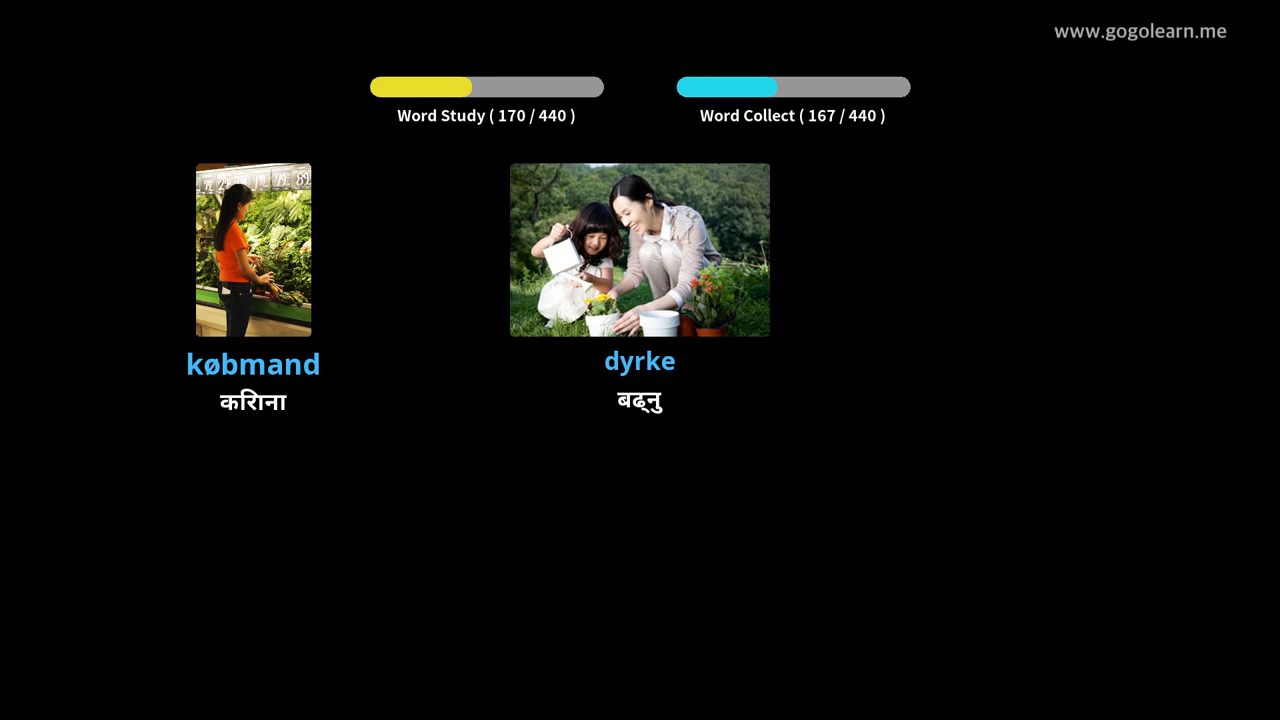 www.gogolearn.me
Word Study ( 170 / 440 )
Word Collect ( 167 / 440 )
købmand
करिाना
dyrke
बढ्नु